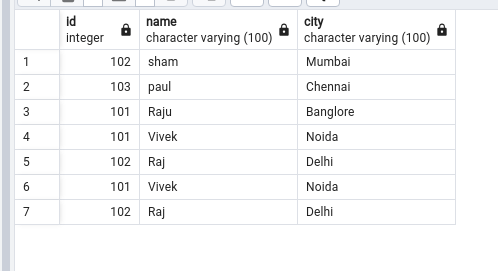 id name city
integer character varying (100) character varying (100)
1 102 sham Mumbai
2 103 paul Chennai
3 101 Raju Banglore
4 101 Vivek Noida
5 102 Raj Delhi
6 101 Vivek Noida
7 102 Raj Delhi